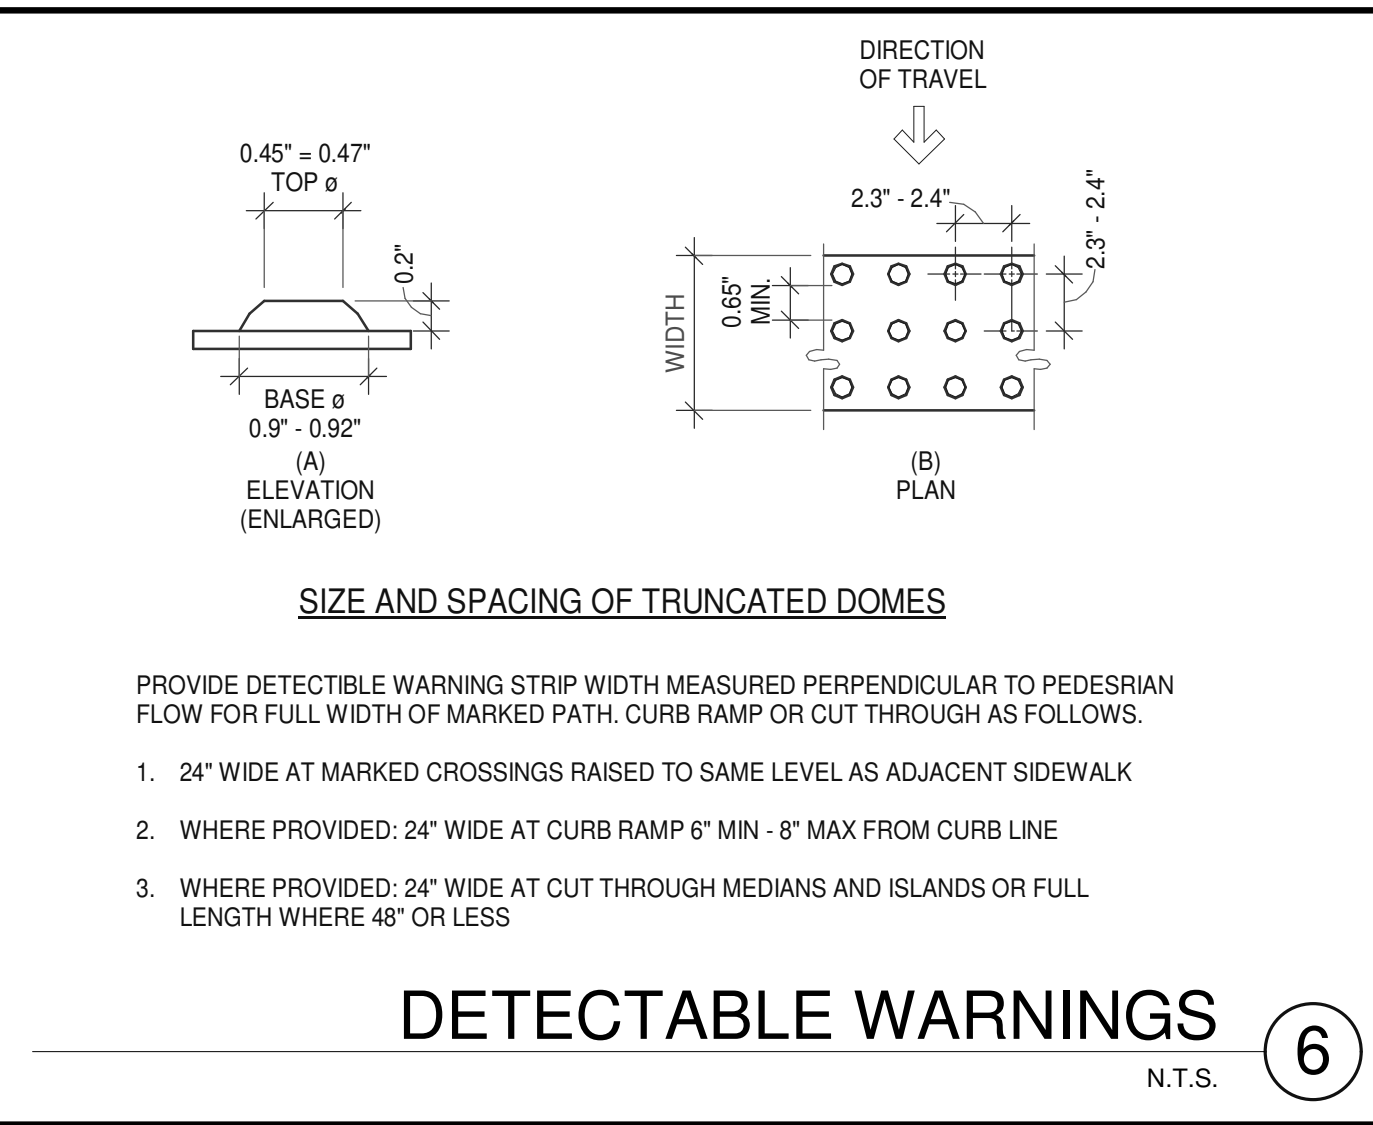 DIRECTION
OF TRAVEL
0.45" = 0.47"
TOP ø
0.2"
BASE ø
0.9" - 0.92"
(A)
ELEVATION
(ENLARGED)
2.3" - 2.4"
2.3" - 2.4"
0.65"
MIN.
WIDTH
(B)
PLAN
SIZE AND SPACING OF TRUNCATED DOMES
PROVIDE DETECTIBLE WARNING STRIP WIDTH MEASURED PERPENDICULAR TO PEDESRIAN
FLOW FOR FULL WIDTH OF MARKED PATH. CURB RAMP OR CUT THROUGH AS FOLLOWS.
1. 24" WIDE AT MARKED CROSSINGS RAISED TO SAME LEVEL AS ADJACENT SIDEWALK
2. WHERE PROVIDED: 24" WIDE AT CURB RAMP 6" MIN - 8" MAX FROM CURB LINE
3. WHERE PROVIDED: 24" WIDE AT CUT THROUGH MEDIANS AND ISLANDS OR FULL
LENGTH WHERE 48" OR LESS
DETECTABLE WARNINGS
6
N.T.S.